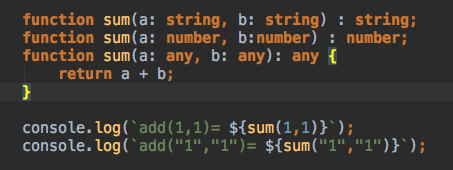 function sum(a: string, b: string) : string;
function sum(a: number, b:number) : number;
function sum(a: any, b: any): any {
    return a + b;
}
console.log(`add(1,1)= ${sum(1,1)}`);
console.log(`add("1","1")= ${sum("1","1")}`);